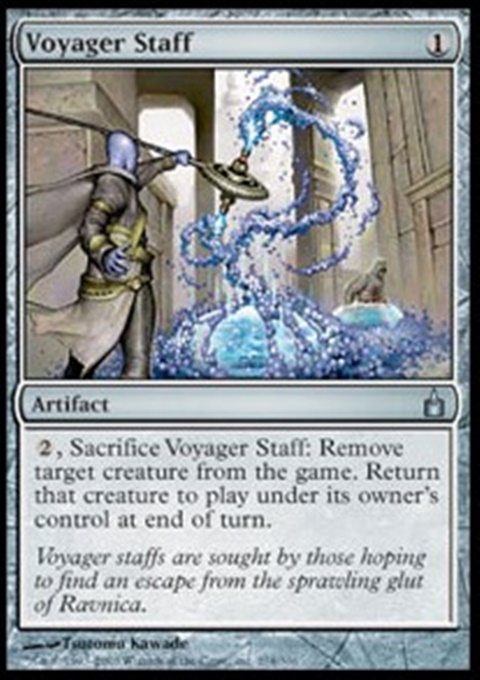 Voyager Staff 1
Artifact
2, Sacrifice Voyager Staff: Remove
target creature from the game. Return
that creature to play under its owner's
control at end of turn.
Voyager staffs are sought by those hoping
to find an escape from the sprawling glut
of Ravnica.
Tsutomu Kawade